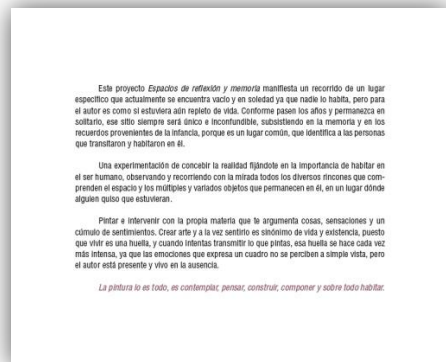 Este proyecto Espacios de reflexión y memoria manifiesta un recorrido de un lugar
específico que actualmente se encuentra vacío y en soledad ya que nadie lo habita, pero para
el autor es como si estuviera aún repleto de vida. Conforme pasen los años y permanezca en
solitario, ese sitio siempre será único e inconfundible, subsistiendo en la memoria y en los
recuerdos provenientes de la infancia, porque es un lugar común, que identifica a las personas
que transitaron y habitaron en él.
Una experimentación de concebir la realidad fijándote en la importancia de habitar en
el ser humano, observando y recorriendo con la mirada todos los diversos rincones que com-
prenden el espacio y los múltiples y variados objetos que permanecen en él, en un lugar dónde
alguien quiso que estuvieran.
Pintar e intervenir con la propia materia que te argumenta cosas, sensaciones y un
cúmulo de sentimientos. Crear arte y a la vez sentirlo es sinónimo de vida y existencia, puesto
que vivir es una huella, y cuando intentas transmitir lo que pintas, esa huella se hace cada vez
más intensa, ya que las emociones que expresa un cuadro no se perciben a simple vista, pero
el autor está presente y vivo en la ausencia.
La pintura lo es todo, es contemplar, pensar, construir, componer y sobre todo habitar.